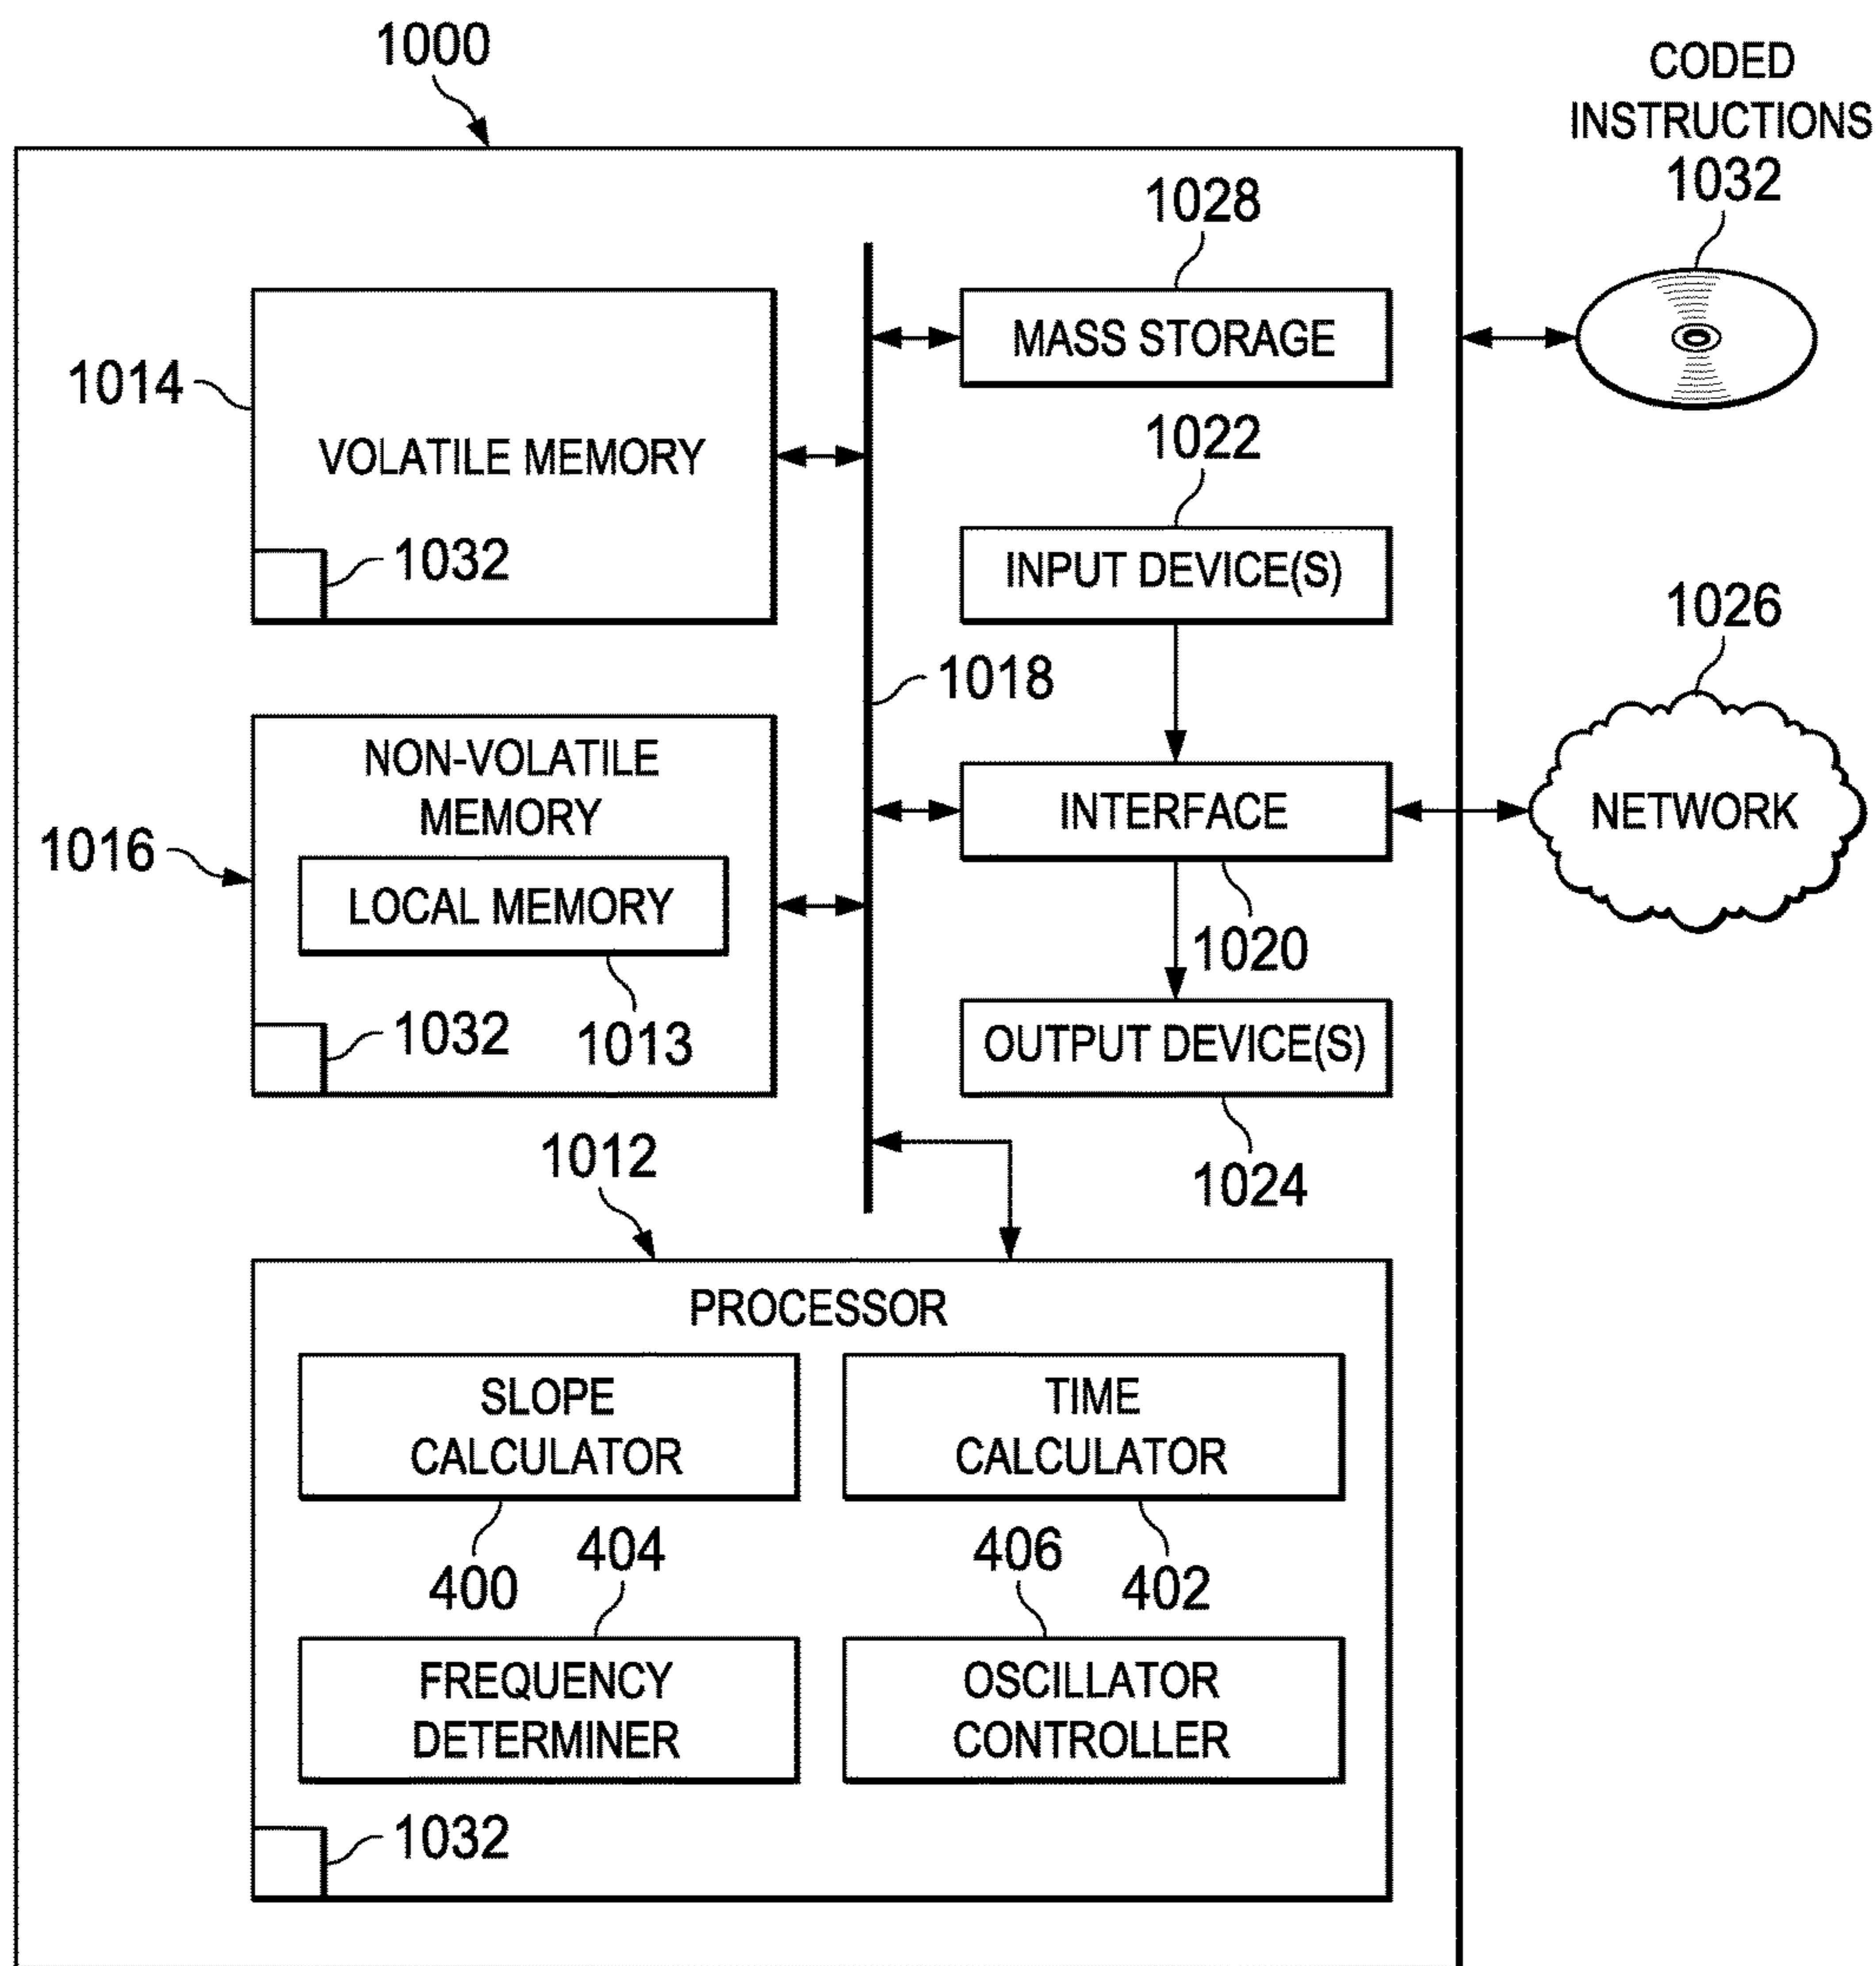 1000
CODED
INSTRUCTIONS
1032
1028
MASS STORAGE
1014
VOLATILE MEMORY
1032
1022
INPUT DEVICE(S)
1026
1018
NETWORK
NON-VOLATILE
MEMORY
1016
LOCAL MEMORY
1032
1013
INTERFACE
1020
OUTPUT DEVICE(S)
1024
1012
PROCESSOR
SLOPE
CALCULATOR
400
TIME
CALCULATOR
402
404
FREQUENCY
DETERMINER
406
OSCILLATOR
CONTROLLER
1032